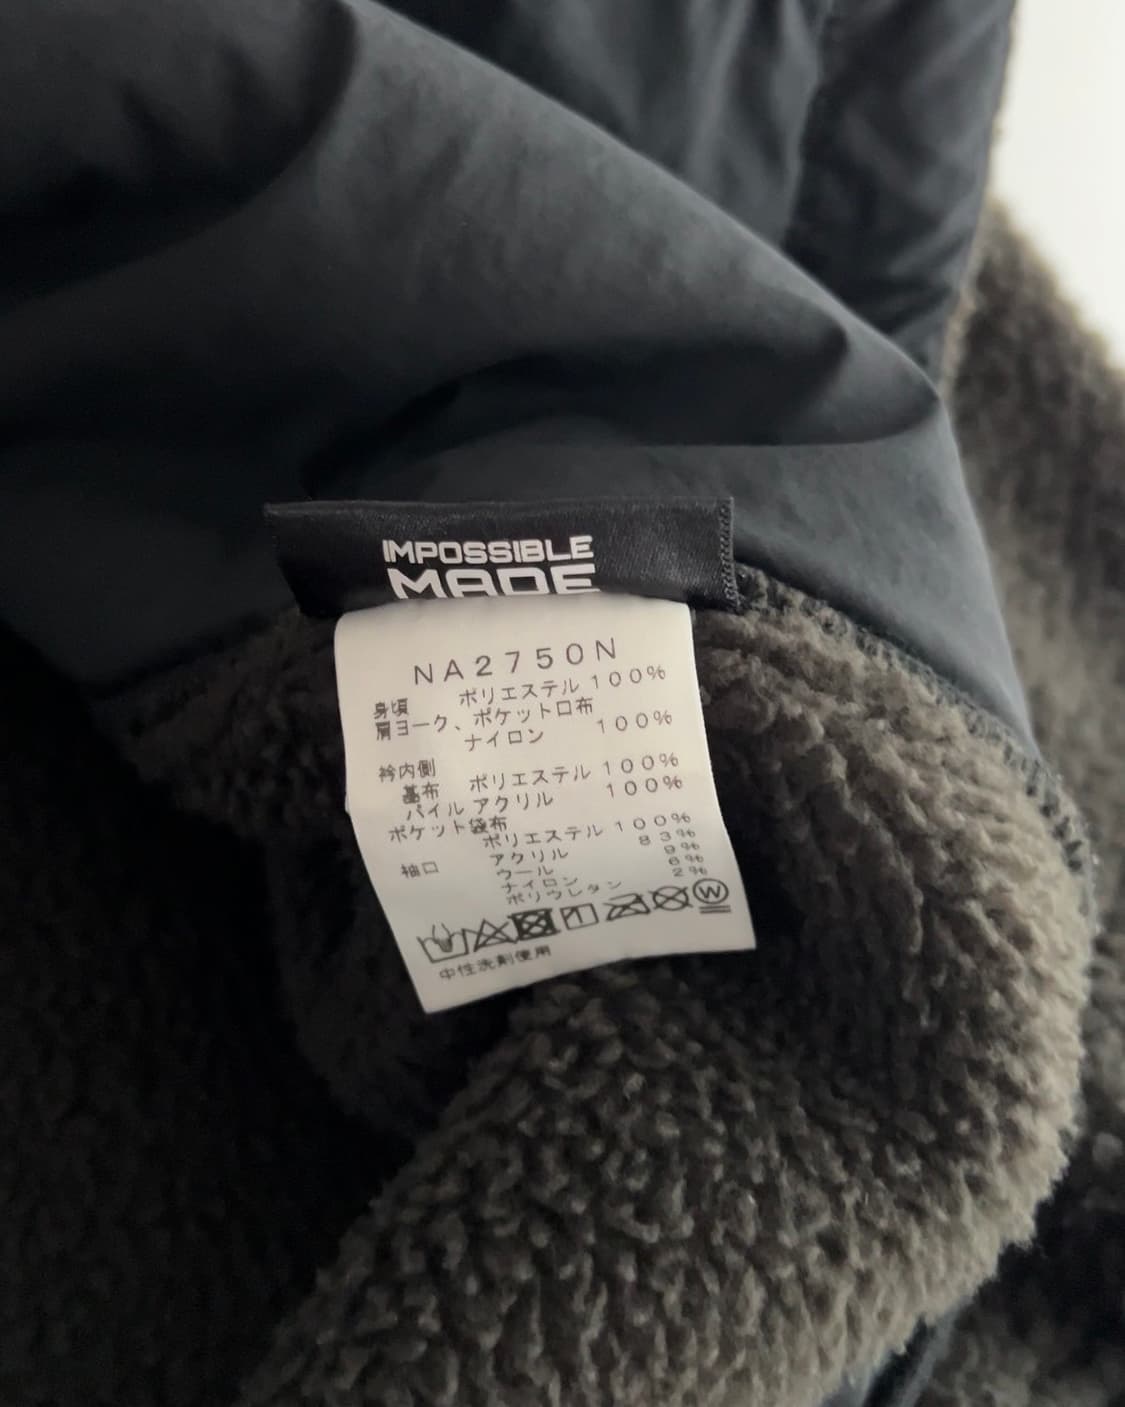 IMPOSSIBLE
MADE
NA2750N
身頃 ポリエステル 100%
肩ヨーク、ポケット口布
ナイロン 100%
衿内側
基布 ポリエステル 100%
パイル アクリル 100%
ポケット袋布
ポリエステル 100%
袖口 アクリル 83%
ウール 9%
ナイロン 6%
ポリウレタン 2%
W
中性洗剤使用